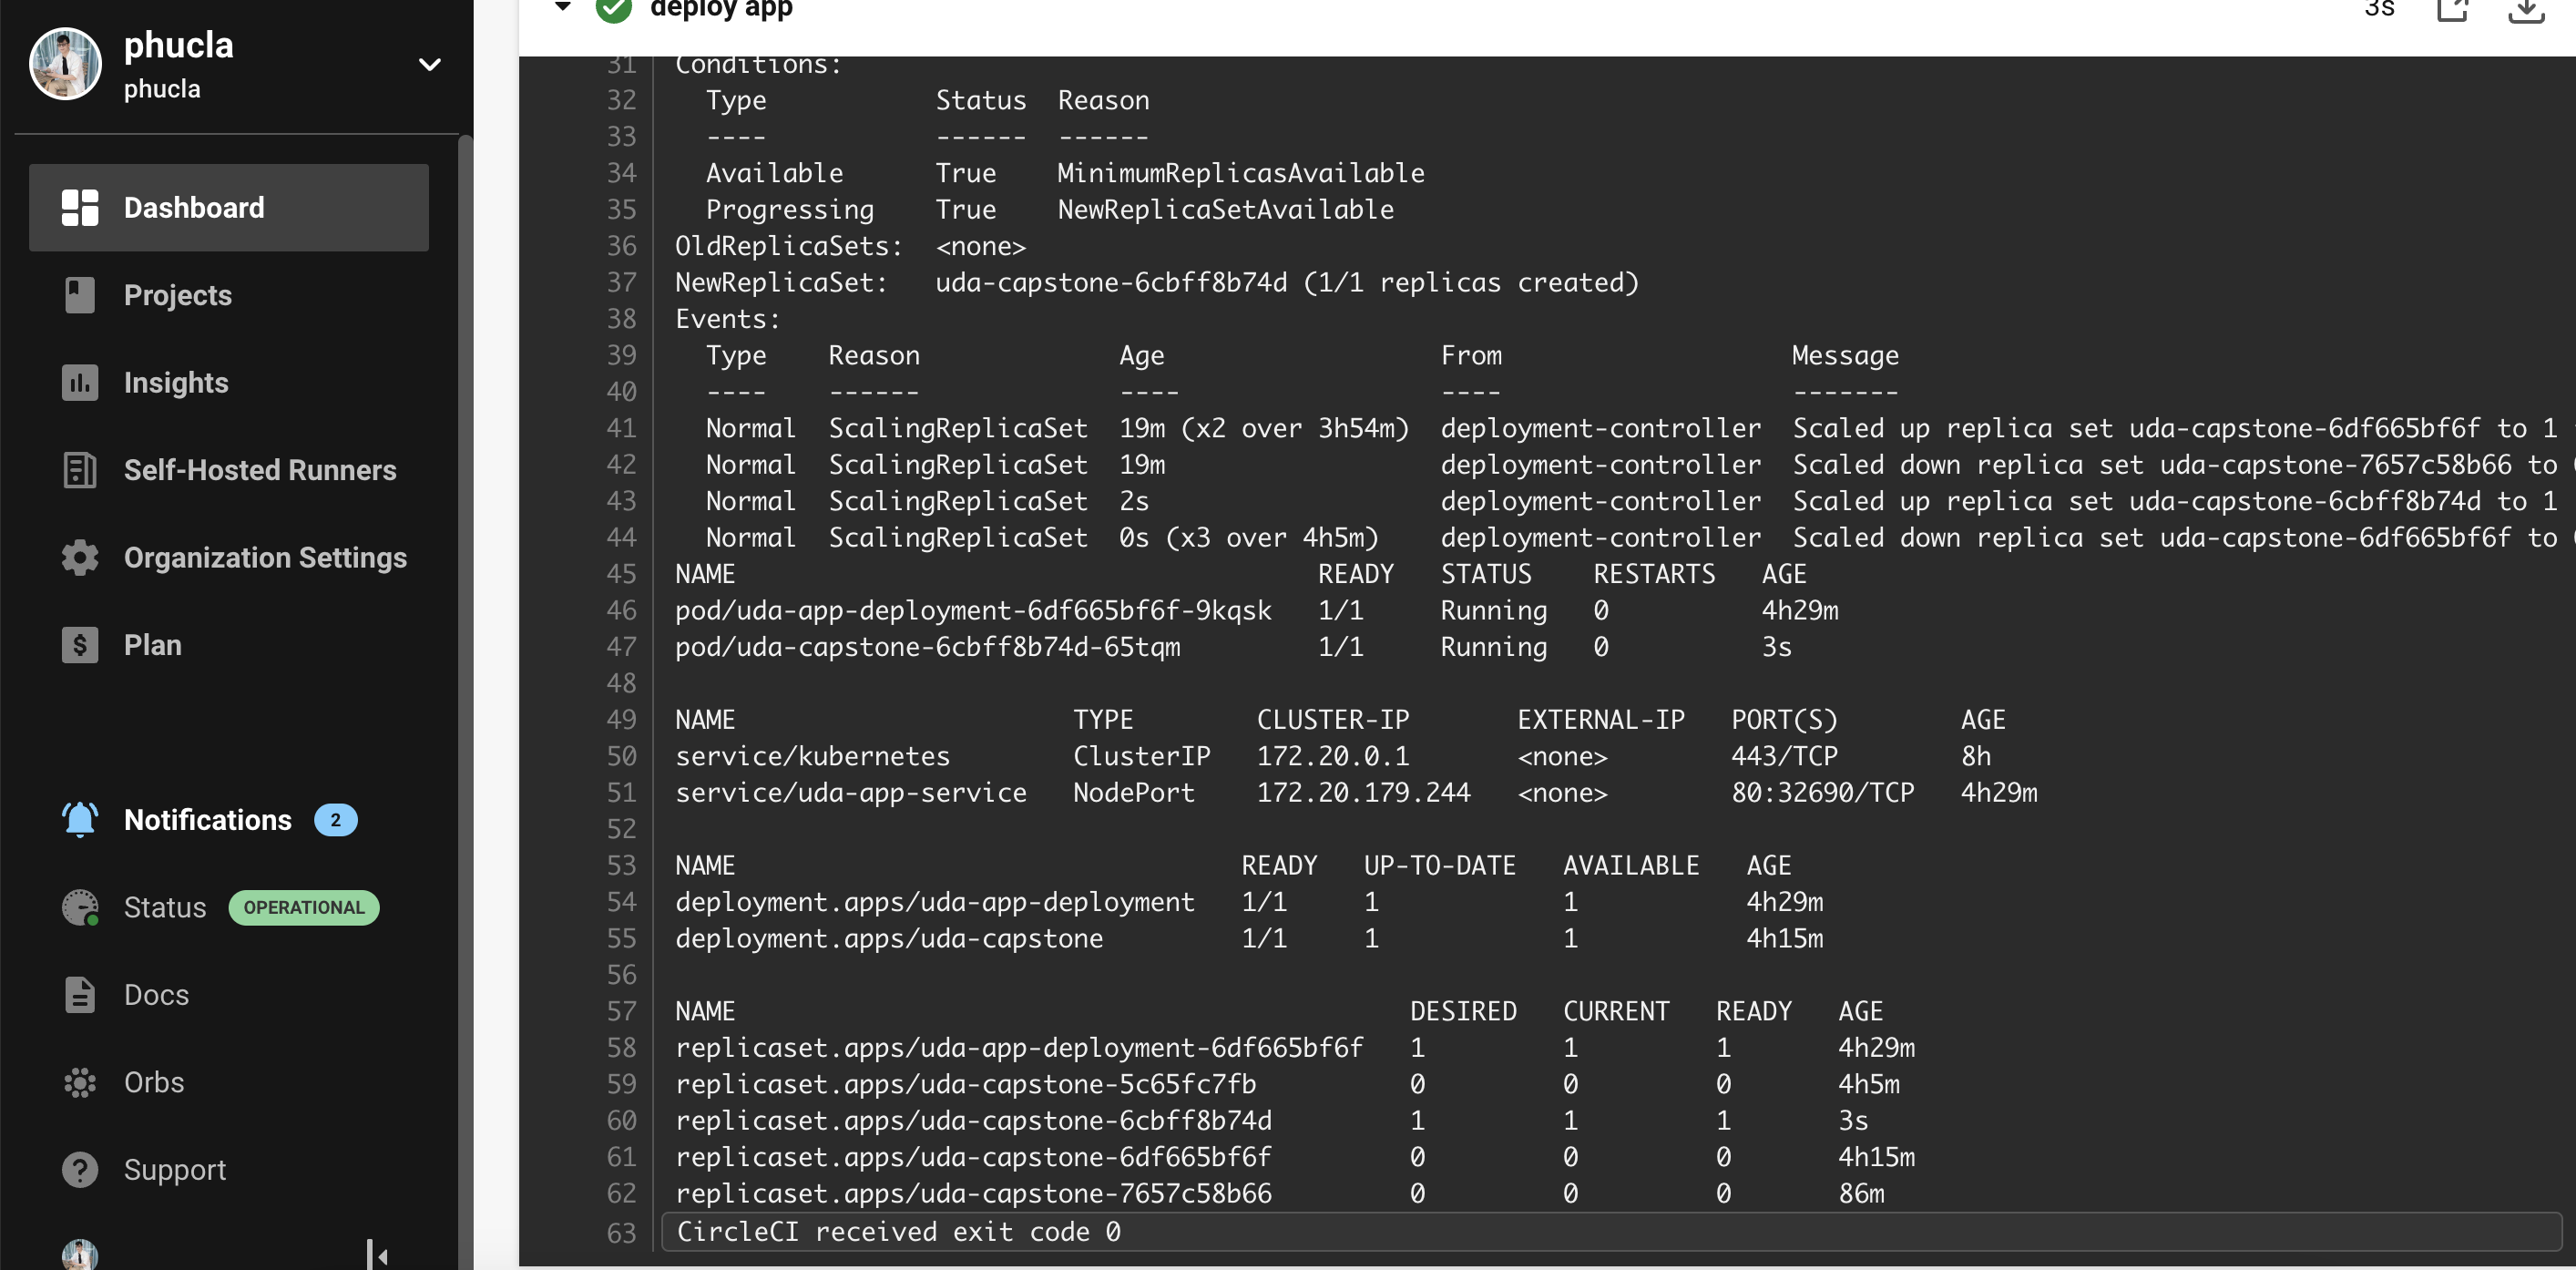 phucla
phucla
Dashboard
Projects
Insights
Self-Hosted Runners
Organization Settings
Plan
Notifications 2
Status OPERATIONAL
Docs
Orbs
Support
deploy app 3s
31 Conditions:
32 Type Status Reason
33 ---- ------ ------
34 Available True MinimumReplicasAvailable
35 Progressing True NewReplicaSetAvailable
36 OldReplicaSets: <none>
37 NewReplicaSet: uda-capstone-6cbff8b74d (1/1 replicas created)
38 Events:
39 Type Reason Age From Message
40 ---- ------ ---- ---- -------
41 Normal ScalingReplicaSet 19m (x2 over 3h54m) deployment-controller Scaled up replica set uda-capstone-6df665bf6f to 1
42 Normal ScalingReplicaSet 19m deployment-controller Scaled down replica set uda-capstone-7657c58b66 to
43 Normal ScalingReplicaSet 2s deployment-controller Scaled up replica set uda-capstone-6cbff8b74d to 1
44 Normal ScalingReplicaSet 0s (x3 over 4h5m) deployment-controller Scaled down replica set uda-capstone-6df665bf6f to
45 NAME READY STATUS RESTARTS AGE
46 pod/uda-app-deployment-6df665bf6f-9kqsk 1/1 Running 0 4h29m
47 pod/uda-capstone-6cbff8b74d-65tqm 1/1 Running 0 3s
48
49 NAME TYPE CLUSTER-IP EXTERNAL-IP PORT(S) AGE
50 service/kubernetes ClusterIP 172.20.0.1 <none> 443/TCP 8h
51 service/uda-app-service NodePort 172.20.179.244 <none> 80:32690/TCP 4h29m
52
53 NAME READY UP-TO-DATE AVAILABLE AGE
54 deployment.apps/uda-app-deployment 1/1 1 1 4h29m
55 deployment.apps/uda-capstone 1/1 1 1 4h15m
56
57 NAME DESIRED CURRENT READY AGE
58 replicaset.apps/uda-app-deployment-6df665bf6f 1 1 1 4h29m
59 replicaset.apps/uda-capstone-5c65fc7fb 0 0 0 4h5m
60 replicaset.apps/uda-capstone-6cbff8b74d 1 1 1 3s
61 replicaset.apps/uda-capstone-6df665bf6f 0 0 0 4h15m
62 replicaset.apps/uda-capstone-7657c58b66 0 0 0 86m
63 CircleCI received exit code 0